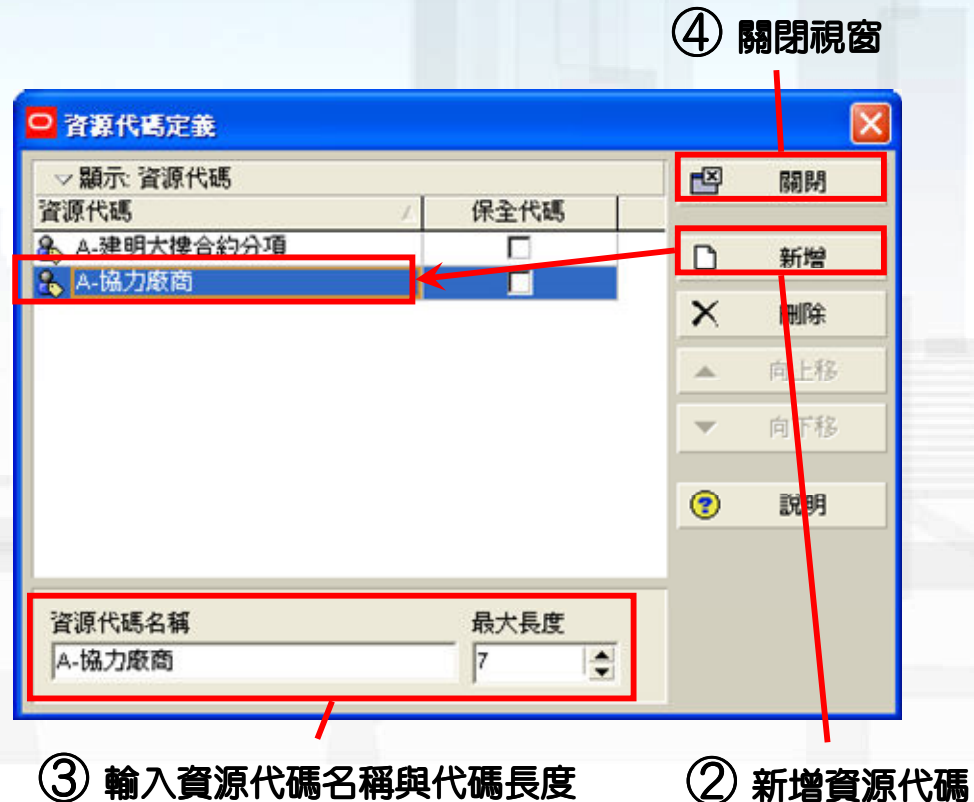 ④ 關閉視窗
資源代碼定義
顯示: 資源代碼
資源代碼 保全代碼
A-建明大樓合約分項
A-協力廠商
關閉
新增
刪除
向上移
向下移
說明
資源代碼名稱 最大長度
A-協力廠商 7
③ 輸入資源代碼名稱與代碼長度
② 新增資源代碼